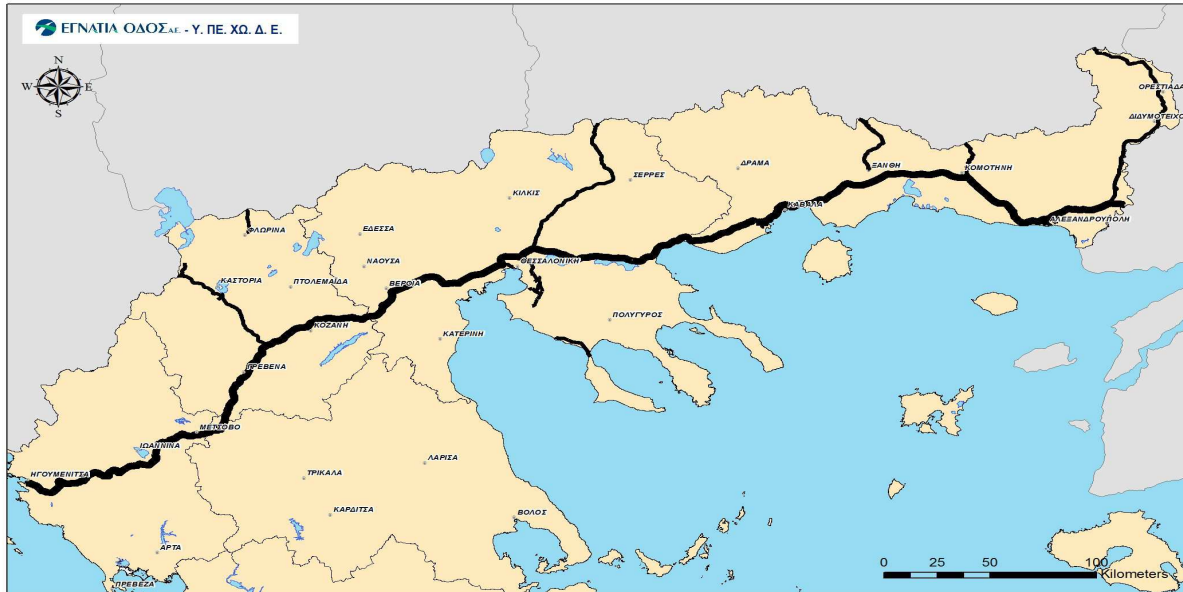 ΕΓΝΑΤΙΑ ΟΔΟΣ Α.Ε. - Υ. ΠΕ. ΧΩ. Δ. Ε.
N
W E
S
ΟΡΕΣΤΙΑΔΑ
ΔΙΔΥΜΟΤΕΙΧΟ
ΔΡΑΜΑ
ΞΑΝΘΗ
ΚΟΜΟΤΗΝΗ
ΣΕΡΡΕΣ
ΚΙΛΚΙΣ
ΚΑΒΑΛΑ
ΑΛΕΞΑΝΔΡΟΥΠΟΛΗ
ΦΛΩΡΙΝΑ
ΕΔΕΣΣΑ
ΘΕΣΣΑΛΟΝΙΚΗ
ΝΑΟΥΣΑ
ΚΑΣΤΟΡΙΑ
ΠΤΟΛΕΜΑΪΔΑ
ΒΕΡΟΙΑ
ΠΟΛΥΓΥΡΟΣ
ΚΟΖΑΝΗ
ΚΑΤΕΡΙΝΗ
ΓΡΕΒΕΝΑ
ΜΕΤΣΟΒΟ
ΙΩΑΝΝΙΝΑ
ΗΓΟΥΜΕΝΙΤΣΑ
ΛΑΡΙΣΑ
ΤΡΙΚΑΛΑ
ΚΑΡΔΙΤΣΑ
ΒΟΛΟΣ
ΑΡΤΑ
ΠΡΕΒΕΖΑ
0 25 50 100
Kilometers